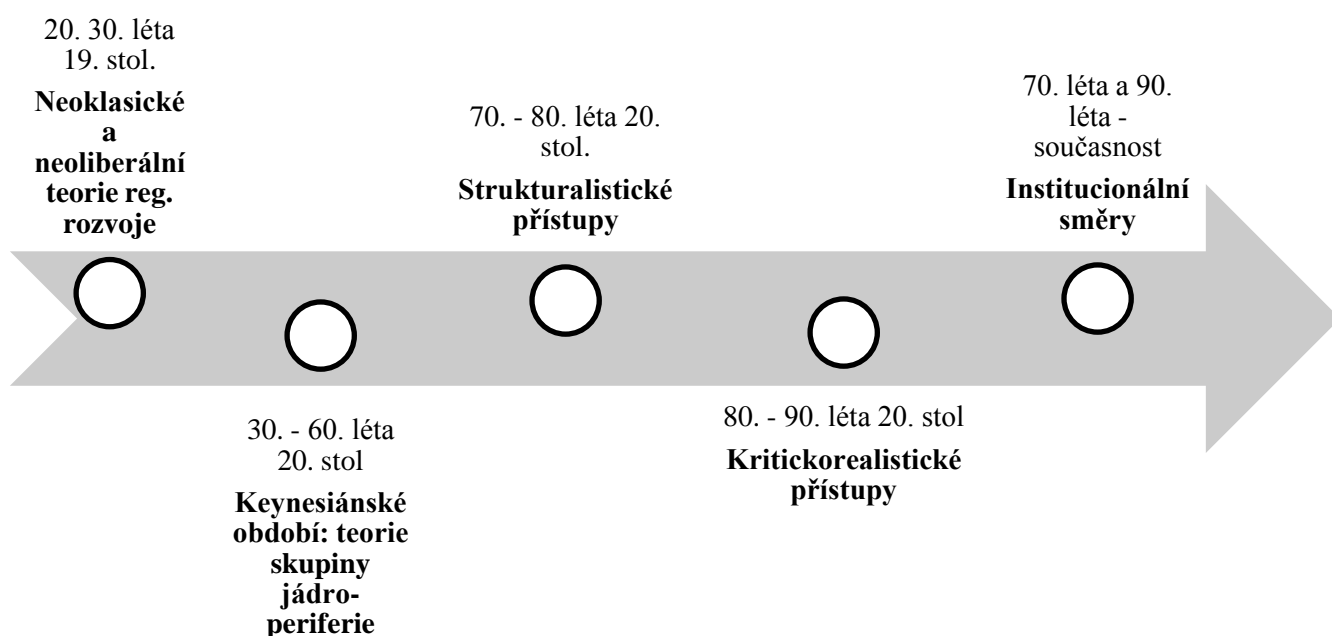 20. 30. léta
19. stol.
Neoklasické
a
neoliberální
teorie reg.
rozvoje
30. - 60. léta
20. stol
Keynesiánské
období: teorie
skupiny
jádro-
periferie
70. - 80. léta 20.
stol.
Strukturalistické
přístupy
80. - 90. léta 20. stol
Kritickorealistické
přístupy
70. léta a 90.
léta -
současnost
Institucionální
směry